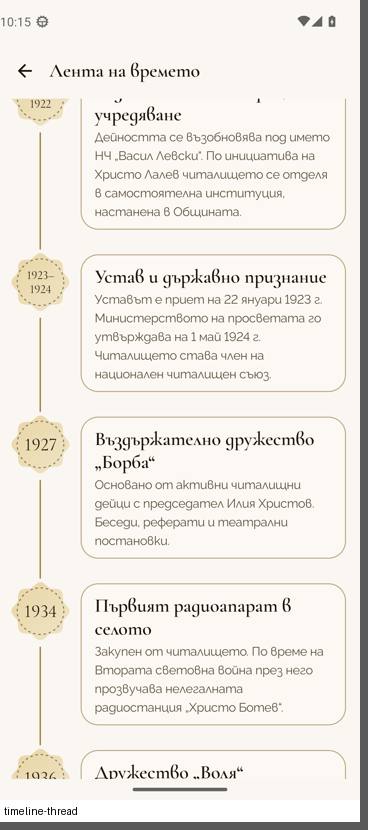 10:15
Лента на времето
1922
учредяване
Дейността се възобновява под името
НЧ „Васил Левски“. По инициатива на
Христо Лалев читалището се отделя
в самостоятелна институция,
настанена в Общината.
1923–
1924
Устав и държавно признание
Уставът е приет на 22 януари 1923 г.
Министерството на просветата го
утвърждава на 1 май 1924 г.
Читалището става член на
национален читалищен съюз.
1927
Въздържателно дружество
„Борба“
Основано от активни читалищни
дейци с председател Илия Христов.
Беседи, реферати и театрални
постановки.
1934
Първият радиоапарат в
селото
Закупен от читалището. По време на
Втората световна война през него
прозвучава нелегалната
радиостанция „Христо Ботев“.
1936
Дружество „Воля“
timeline-thread